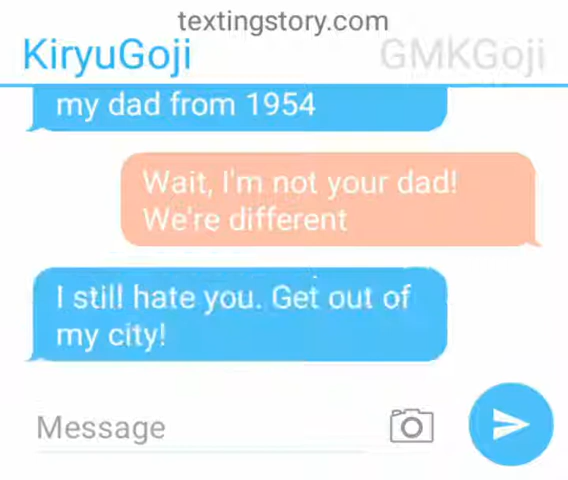 textingstory.com
KiryuGoji GMKGoji
my dad from 1954
Wait, I'm not your dad!
We're different
I still hate you. Get out of
my city!
Message